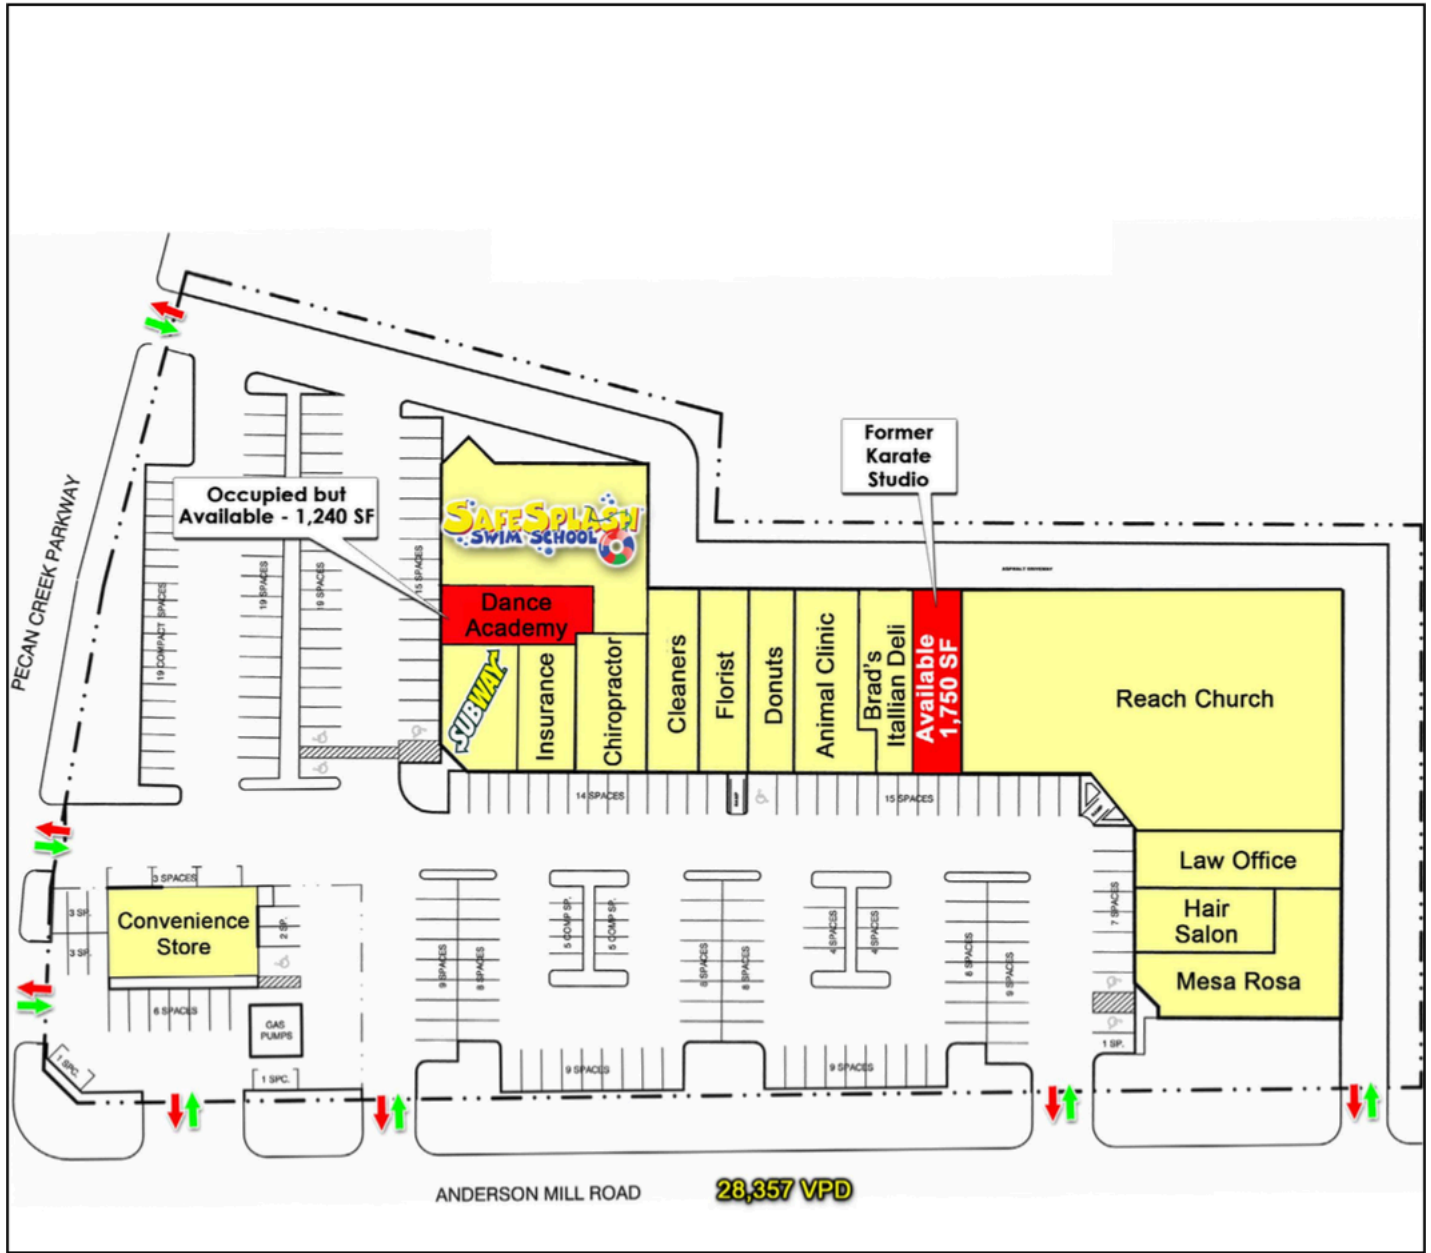 Former
Karate
Studio
Occupied but
Available - 1,240 SF
SAFESPLASH
SWIM SCHOOL
PECAN CREEK PARKWAY
19 COMPACT SPACES
19 SPACES
19 SPACES
15 SPACES
ASPHALT DRIVEWAY
Dance
Academy
SUBWAY
Insurance
Chiropractor
Cleaners
Florist
Donuts
Animal Clinic
Brad's
Itallian Deli
Available
1,750 SF
Reach Church
14 SPACES
RAMP
15 SPACES
RAMP
Law Office
Hair
Salon
Mesa Rosa
3 SPACES
3 SP.
3 SP.
Convenience
Store
2 SP.
6 SPACES
GAS
PUMPS
1 SPC.
1 SPC.
9 SPACES
8 SPACES
5 COMP SP.
5 COMP SP.
8 SPACES
8 SPACES
4 SPACES
4 SPACES
8 SPACES
9 SPACES
7 SPACES
1 SP.
9 SPACES
9 SPACES
ANDERSON MILL ROAD
28,357 VPD